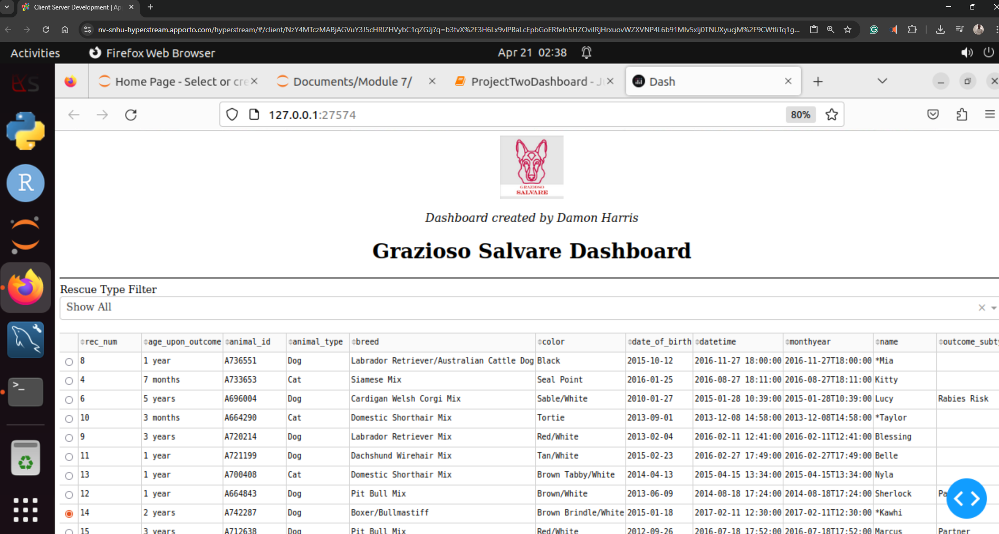 Client Server Development | Ap
nv-snhu-hyperstream.apporto.com/hyperstream/#/client/
Activities
Firefox Web Browser
Apr 21 02:38
Home Page - Select or cre
Documents/Module 7/
ProjectTwoDashboard - J
Dash
127.0.0.1:27574
80%
R
GRAZIOSO
SALVARE
Dashboard created by Damon Harris
Grazioso Salvare Dashboard
Rescue Type Filter
Show All
rec_num age_upon_outcome animal_id animal_type breed color date_of_birth datetime monthyear name outcome_subty
8 1 year A736551 Dog Labrador Retriever/Australian Cattle Dog Black 2015-10-12 2016-11-27 18:00:00 2016-11-27T18:00:00 *Mia
4 7 months A733653 Cat Siamese Mix Seal Point 2016-01-25 2016-08-27 18:11:00 2016-08-27T18:11:00 Kitty
6 5 years A696004 Dog Cardigan Welsh Corgi Mix Sable/White 2010-01-27 2015-01-28 10:39:00 2015-01-28T10:39:00 Lucy Rabies Risk
10 3 months A664290 Cat Domestic Shorthair Mix Tortie 2013-09-01 2013-12-08 14:58:00 2013-12-08T14:58:00 *Taylor
9 3 years A720214 Dog Labrador Retriever Mix Red/White 2013-02-04 2016-02-11 12:41:00 2016-02-11T12:41:00 Blessing
11 1 year A721199 Dog Dachshund Wirehair Mix Tan/White 2015-02-23 2016-02-27 17:49:00 2016-02-27T17:49:00 Belle
13 1 year A700408 Cat Domestic Shorthair Mix Brown Tabby/White 2014-04-13 2015-04-15 13:34:00 2015-04-15T13:34:00 Nyla
12 1 year A664843 Dog Pit Bull Mix Brown/White 2013-06-09 2014-08-18 17:24:00 2014-08-18T17:24:00 Sherlock Pa
14 2 years A742287 Dog Boxer/Bullmastiff Brown Brindle/White 2015-01-18 2017-02-11 12:30:00 2017-02-11T12:30:00 *Kawhi
15 3 years A712638 Dog Pit Bull Mix Red/White 2012-09-26 2016-07-18 17:52:00 2016-07-18T17:52:00 Marcus Partner